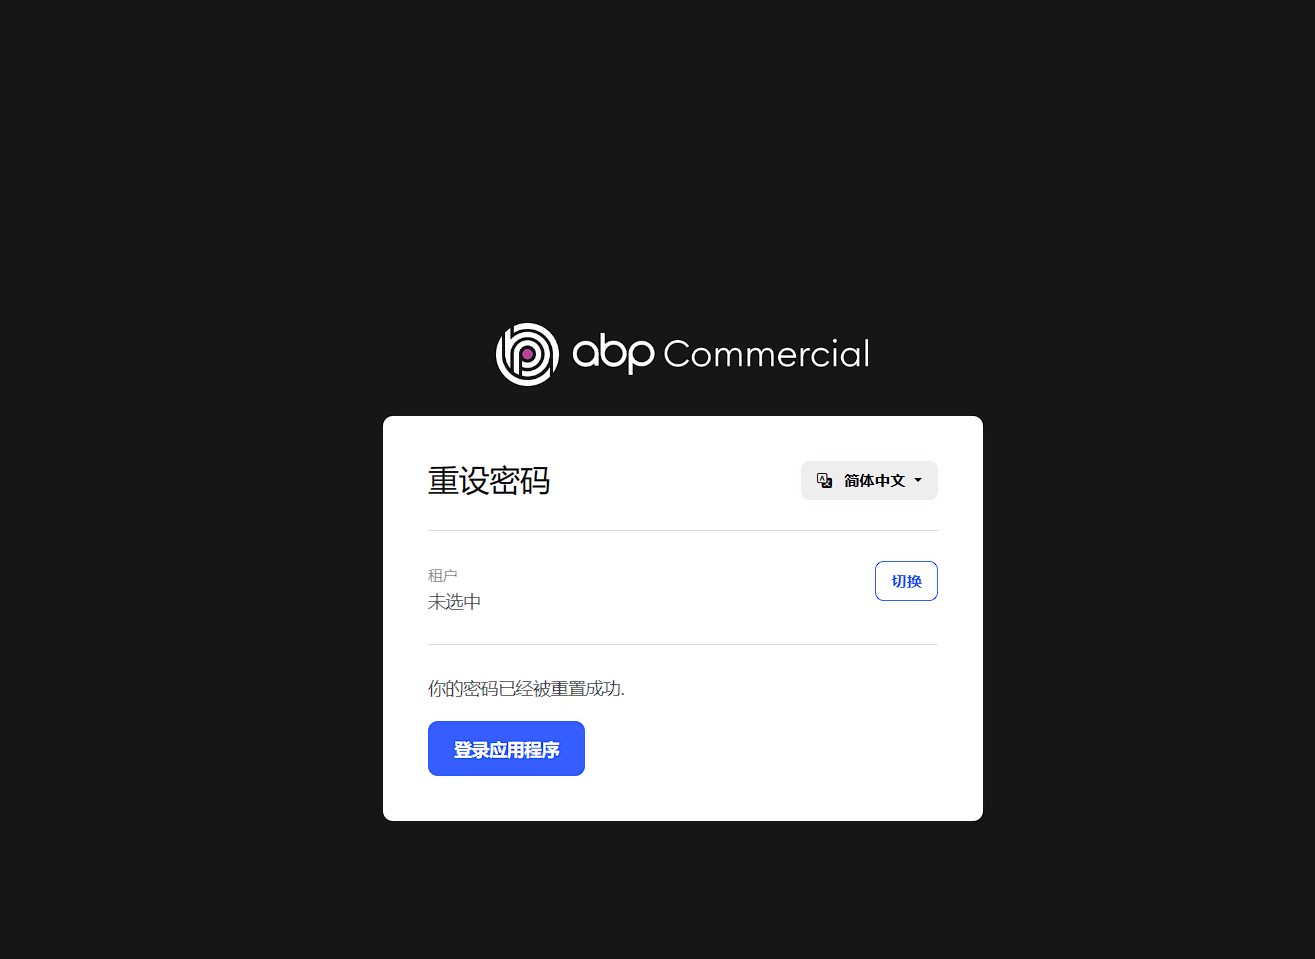 abp Commercial
重设密码
简体中文
租户
未选中
切换
你的密码已经被重置成功.
登录应用程序